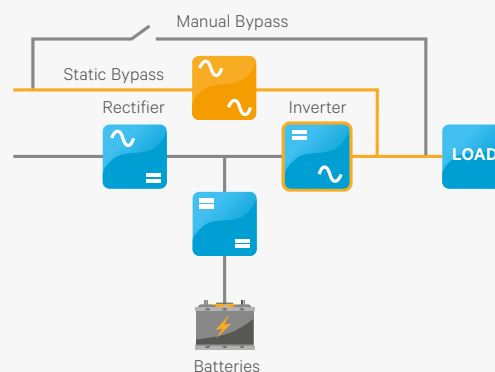 Manual Bypass
Static Bypass
Rectifier
Inverter
LOAD
Batteries